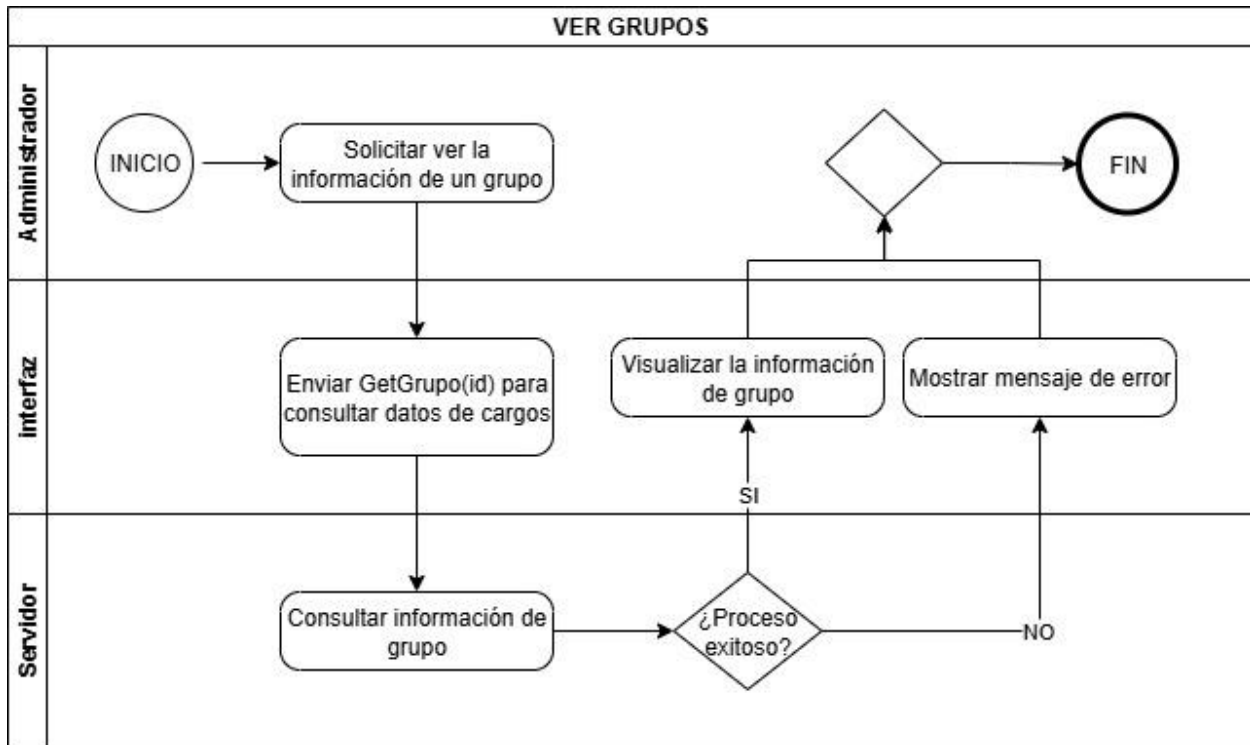 VER GRUPOS
Administrador
INICIO
Solicitar ver la
información de un grupo
FIN
interfaz
Enviar GetGrupo(id) para
consultar datos de cargos
Visualizar la información
de grupo
Mostrar mensaje de error
SI
Servidor
Consultar información de
grupo
¿Proceso
exitoso?
NO